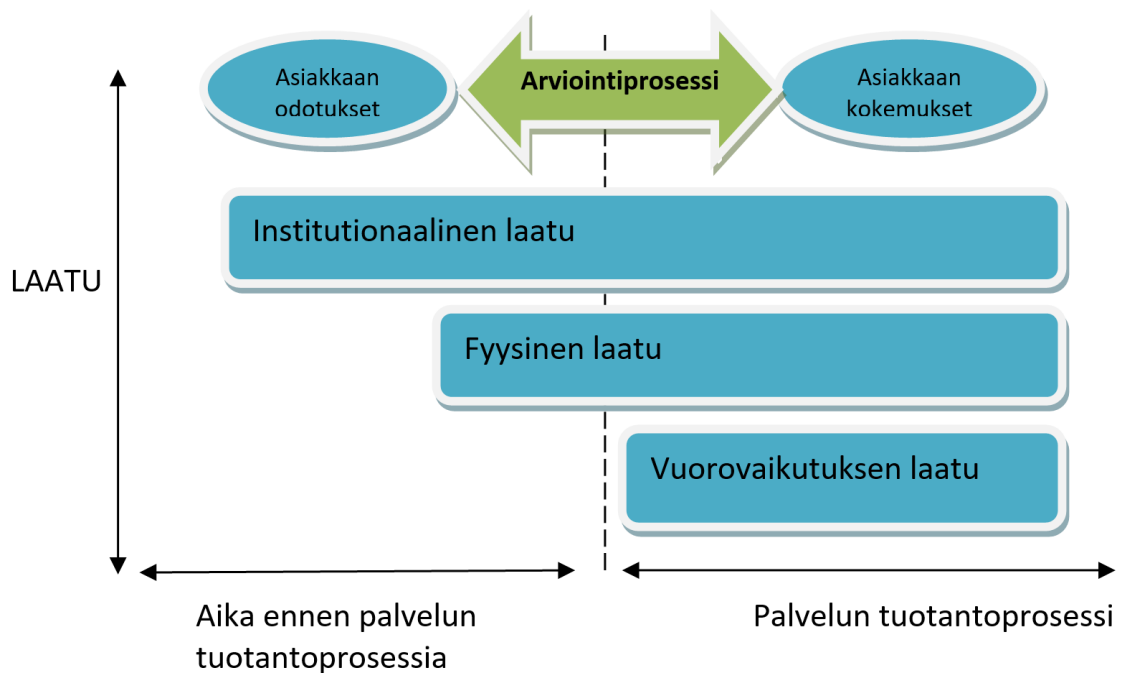 Asiakkaan
odotukset
Arviointiprosessi
Asiakkaan
kokemukset
Institutionaalinen laatu
LAATU
Fyysinen laatu
Vuorovaikutuksen laatu
Aika ennen palvelun
tuotantoprosessia
Palvelun tuotantoprosessi